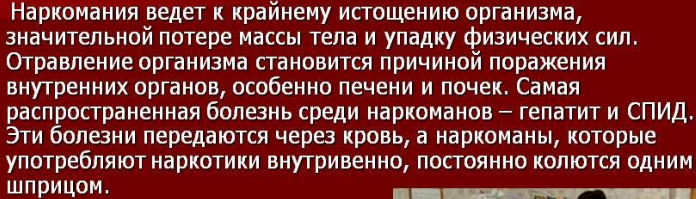 Наркомания ведет к крайнему истощению организма,
значительной потере массы тела и упадку физических сил.
Отравление организма становится причиной поражения
внутренних органов, особенно печени и почек. Самая
распространенная болезнь среди наркоманов – гепатит и СПИД.
Эти болезни передаются через кровь, а наркоманы, которые
употребляют наркотики внутривенно, постоянно колются одним
шприцом.